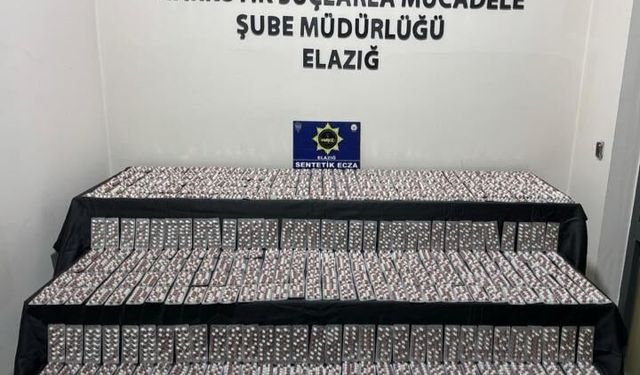 SUÇLARLA MÜCADELE
ŞUBE MÜDÜRLÜĞÜ
ELAZIĞ
ELAZIĞ
SENTETİK ECZA